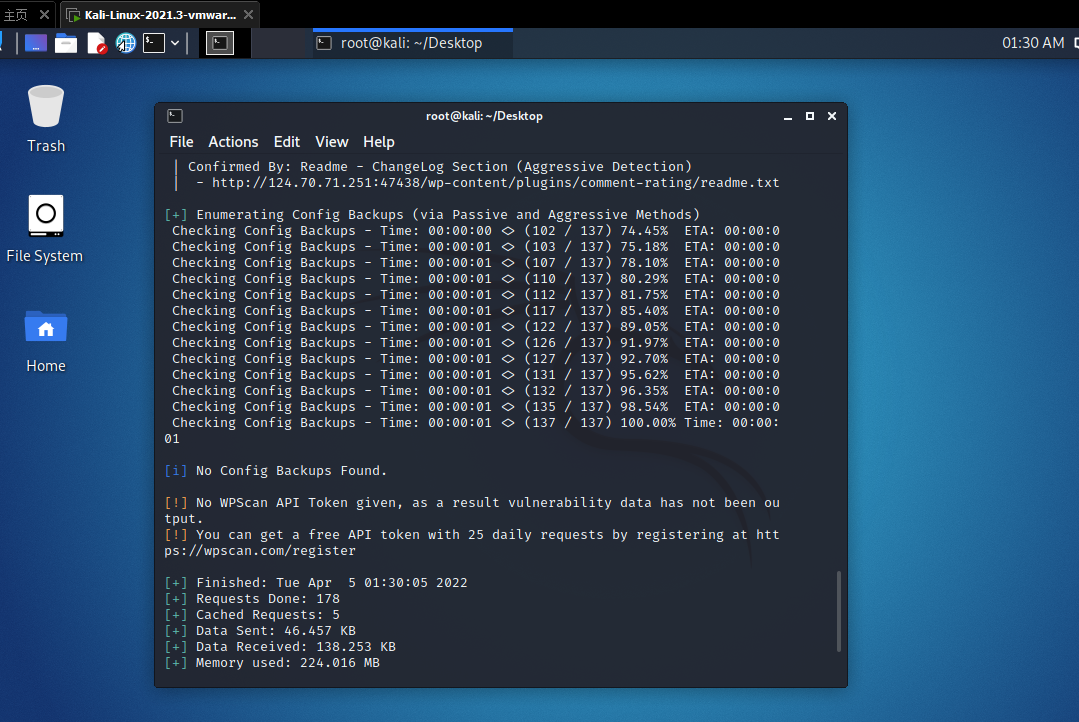 主页
Kali-Linux-2021.3-vmwar...
root@kali: ~/Desktop
01:30 AM
Trash
File System
Home
root@kali: ~/Desktop
File Actions Edit View Help
| Confirmed By: Readme - ChangeLog Section (Aggressive Detection)
|  - http://124.70.71.251:47438/wp-content/plugins/comment-rating/readme.txt
[+] Enumerating Config Backups (via Passive and Aggressive Methods)
Checking Config Backups - Time: 00:00:00 <> (102 / 137) 74.45%  ETA: 00:00:0
Checking Config Backups - Time: 00:00:01 <> (103 / 137) 75.18%  ETA: 00:00:0
Checking Config Backups - Time: 00:00:01 <> (107 / 137) 78.10%  ETA: 00:00:0
Checking Config Backups - Time: 00:00:01 <> (110 / 137) 80.29%  ETA: 00:00:0
Checking Config Backups - Time: 00:00:01 <> (112 / 137) 81.75%  ETA: 00:00:0
Checking Config Backups - Time: 00:00:01 <> (117 / 137) 85.40%  ETA: 00:00:0
Checking Config Backups - Time: 00:00:01 <> (122 / 137) 89.05%  ETA: 00:00:0
Checking Config Backups - Time: 00:00:01 <> (126 / 137) 91.97%  ETA: 00:00:0
Checking Config Backups - Time: 00:00:01 <> (127 / 137) 92.70%  ETA: 00:00:0
Checking Config Backups - Time: 00:00:01 <> (131 / 137) 95.62%  ETA: 00:00:0
Checking Config Backups - Time: 00:00:01 <> (132 / 137) 96.35%  ETA: 00:00:0
Checking Config Backups - Time: 00:00:01 <> (135 / 137) 98.54%  ETA: 00:00:0
Checking Config Backups - Time: 00:00:01 <> (137 / 137) 100.00% Time: 00:00:
01
[i] No Config Backups Found.
[!] No WPScan API Token given, as a result vulnerability data has not been ou
tput.
[!] You can get a free API token with 25 daily requests by registering at htt
ps://wpscan.com/register
[+] Finished: Tue Apr  5 01:30:05 2022
[+] Requests Done: 178
[+] Cached Requests: 5
[+] Data Sent: 46.457 KB
[+] Data Received: 138.253 KB
[+] Memory used: 224.016 MB